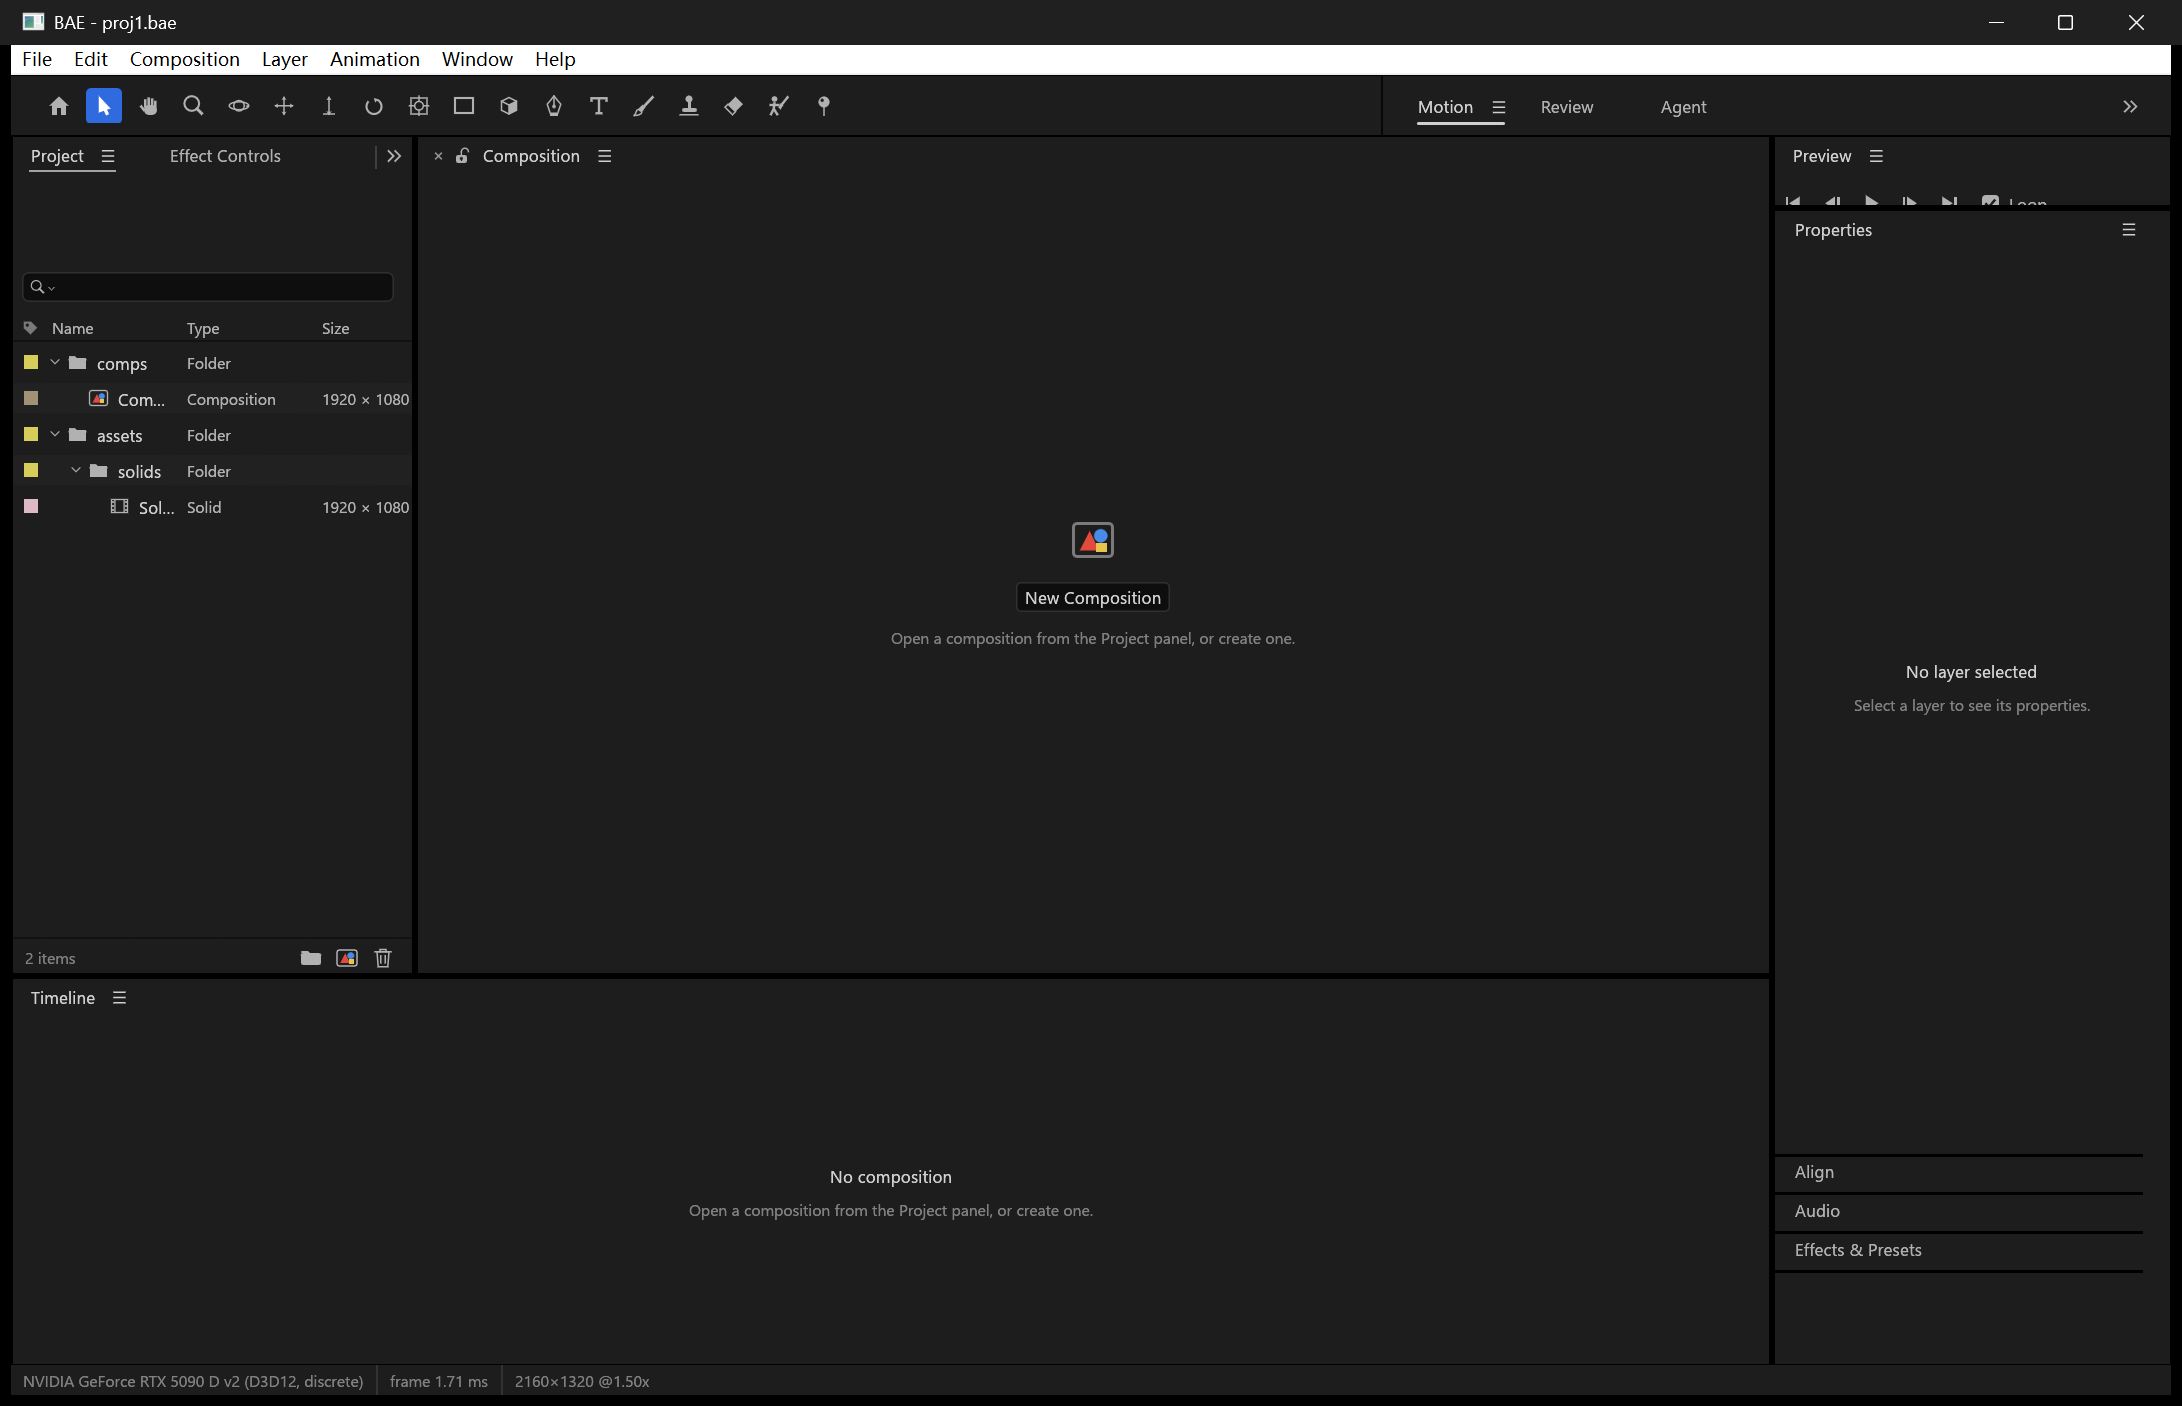 BAE - proj1.bae
File Edit Composition Layer Animation Window Help
Motion Review Agent
Project Effect Controls
Composition
Preview
Loop
Properties
Name Type Size
comps Folder
Com... Composition 1920 × 1080
assets Folder
solids Folder
Sol... Solid 1920 × 1080
New Composition
Open a composition from the Project panel, or create one.
No layer selected
Select a layer to see its properties.
2 items
Timeline
No composition
Open a composition from the Project panel, or create one.
Align
Audio
Effects & Presets
NVIDIA GeForce RTX 5090 D v2 (D3D12, discrete) frame 1.71 ms 2160×1320 @1.50x